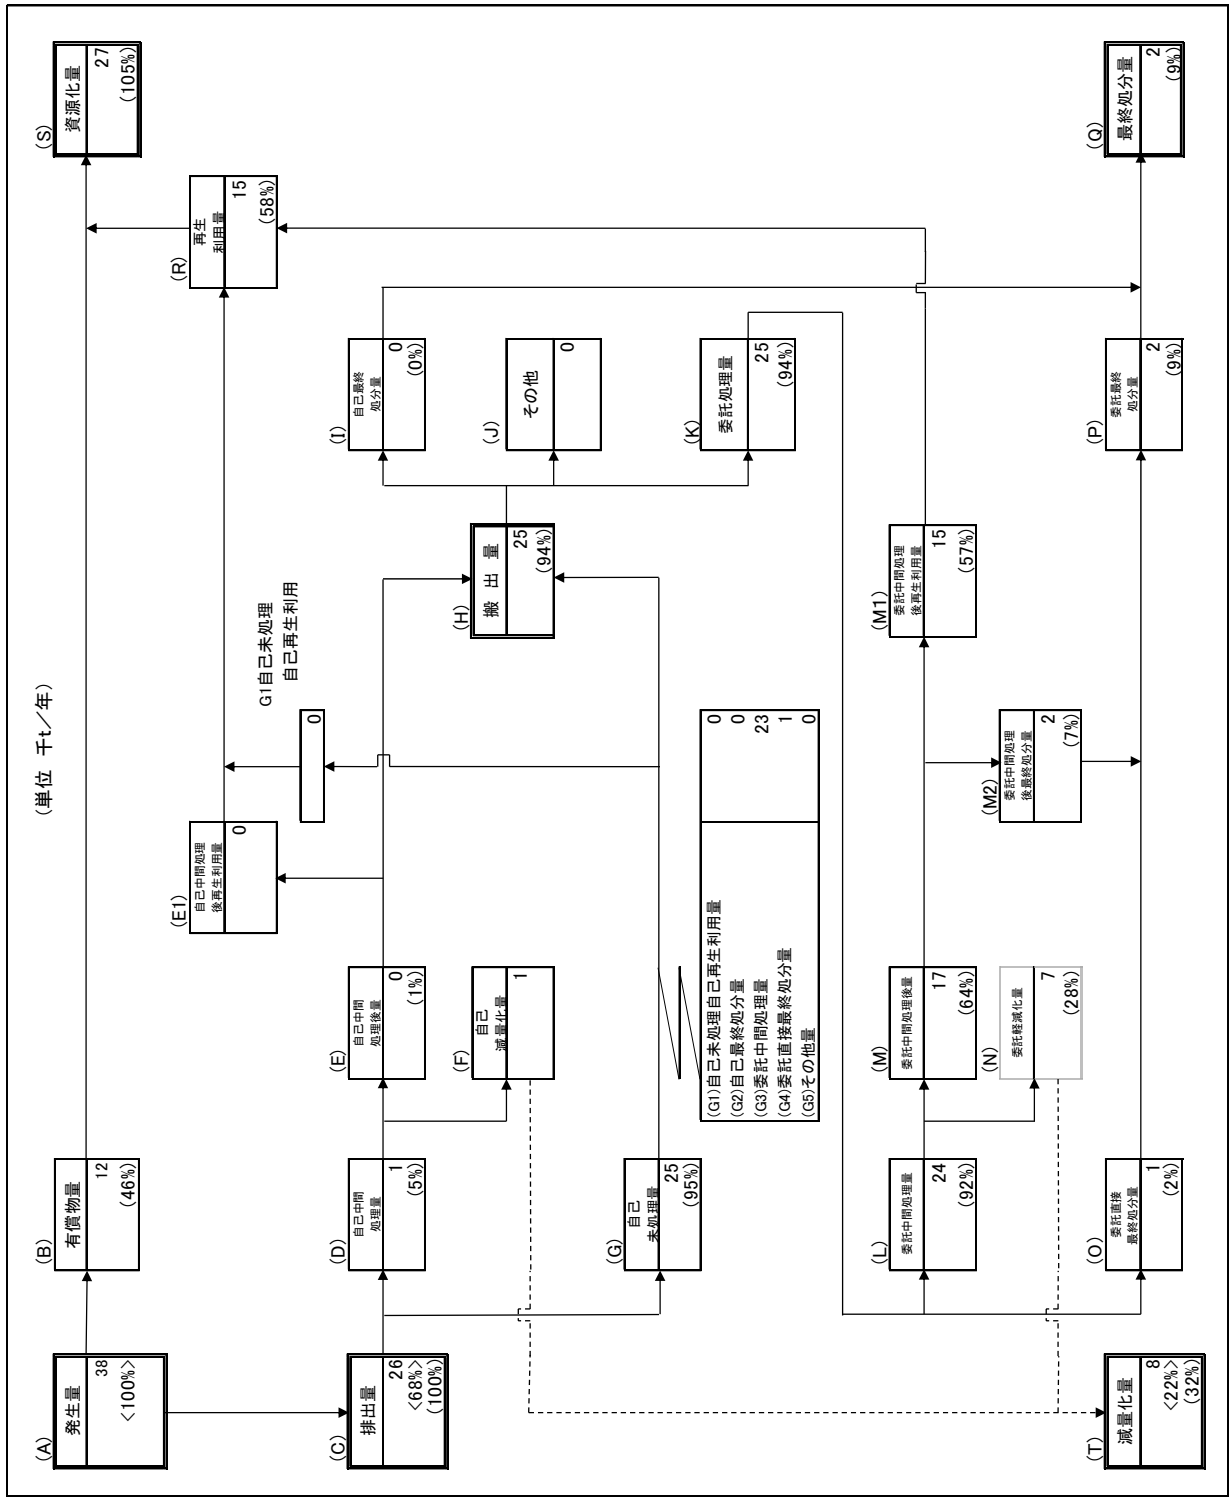 (単位 千t／年)
(A)
発生量
38
<100%>
(B)
有償物量
12
(46%)
(S)
資源化量
27
(105%)
(E1)
自己中間処理
後再生利用量
0
G1自己未処理
自己再生利用
0
(R)
再生
利用量
15
(58%)
(C)
排出量
26
<68%>
(100%)
(D)
自己中間
処理量
1
(5%)
(E)
自己中間
処理後量
0
(1%)
(F)
自己
減量化量
1
(G)
自己
未処理量
25
(95%)
(G1)自己未処理自己再生利用量 0
(G2)自己最終処分量 0
(G3)委託中間処理量 23
(G4)委託直接最終処分量 1
(G5)その他量 0
(H)
搬出量
25
(94%)
(I)
自己最終
処分量
0
(0%)
(J)
その他
0
(K)
委託処理量
25
(94%)
(L)
委託中間処理量
24
(92%)
(M)
委託中間処理後量
17
(64%)
(N)
委託軽減化量
7
(28%)
(M1)
委託中間処理
後再生利用量
15
(57%)
(M2)
委託中間処理
後最終処分量
2
(7%)
(T)
減量化量
8
<22%>
(32%)
(O)
委託直接
最終処分量
1
(2%)
(P)
委託最終
処分量
2
(9%)
(Q)
最終処分量
2
(9%)